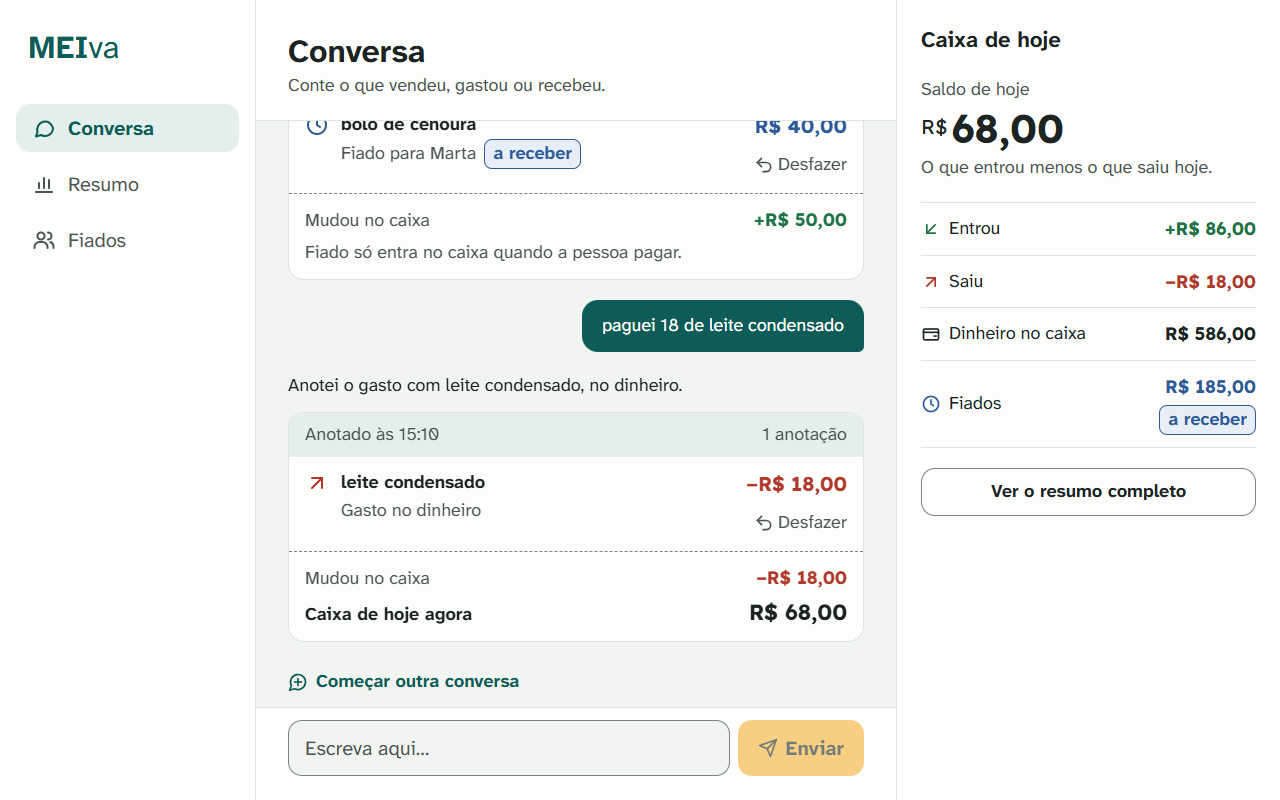 MEIva
Conversa
Resumo
Fiados
Conversa
Conte o que vendeu, gastou ou recebeu.
bolo de cenoura
R$ 40,00
Fiado para Marta a receber
Desfazer
Mudou no caixa
+R$ 50,00
Fiado só entra no caixa quando a pessoa pagar.
paguei 18 de leite condensado
Anotei o gasto com leite condensado, no dinheiro.
Anotado às 15:10
1 anotação
leite condensado
−R$ 18,00
Gasto no dinheiro
Desfazer
Mudou no caixa
−R$ 18,00
Caixa de hoje agora
R$ 68,00
Começar outra conversa
Escreva aqui...
Enviar
Caixa de hoje
Saldo de hoje
R$ 68,00
O que entrou menos o que saiu hoje.
Entrou
+R$ 86,00
Saiu
−R$ 18,00
Dinheiro no caixa
R$ 586,00
Fiados
R$ 185,00
a receber
Ver o resumo completo